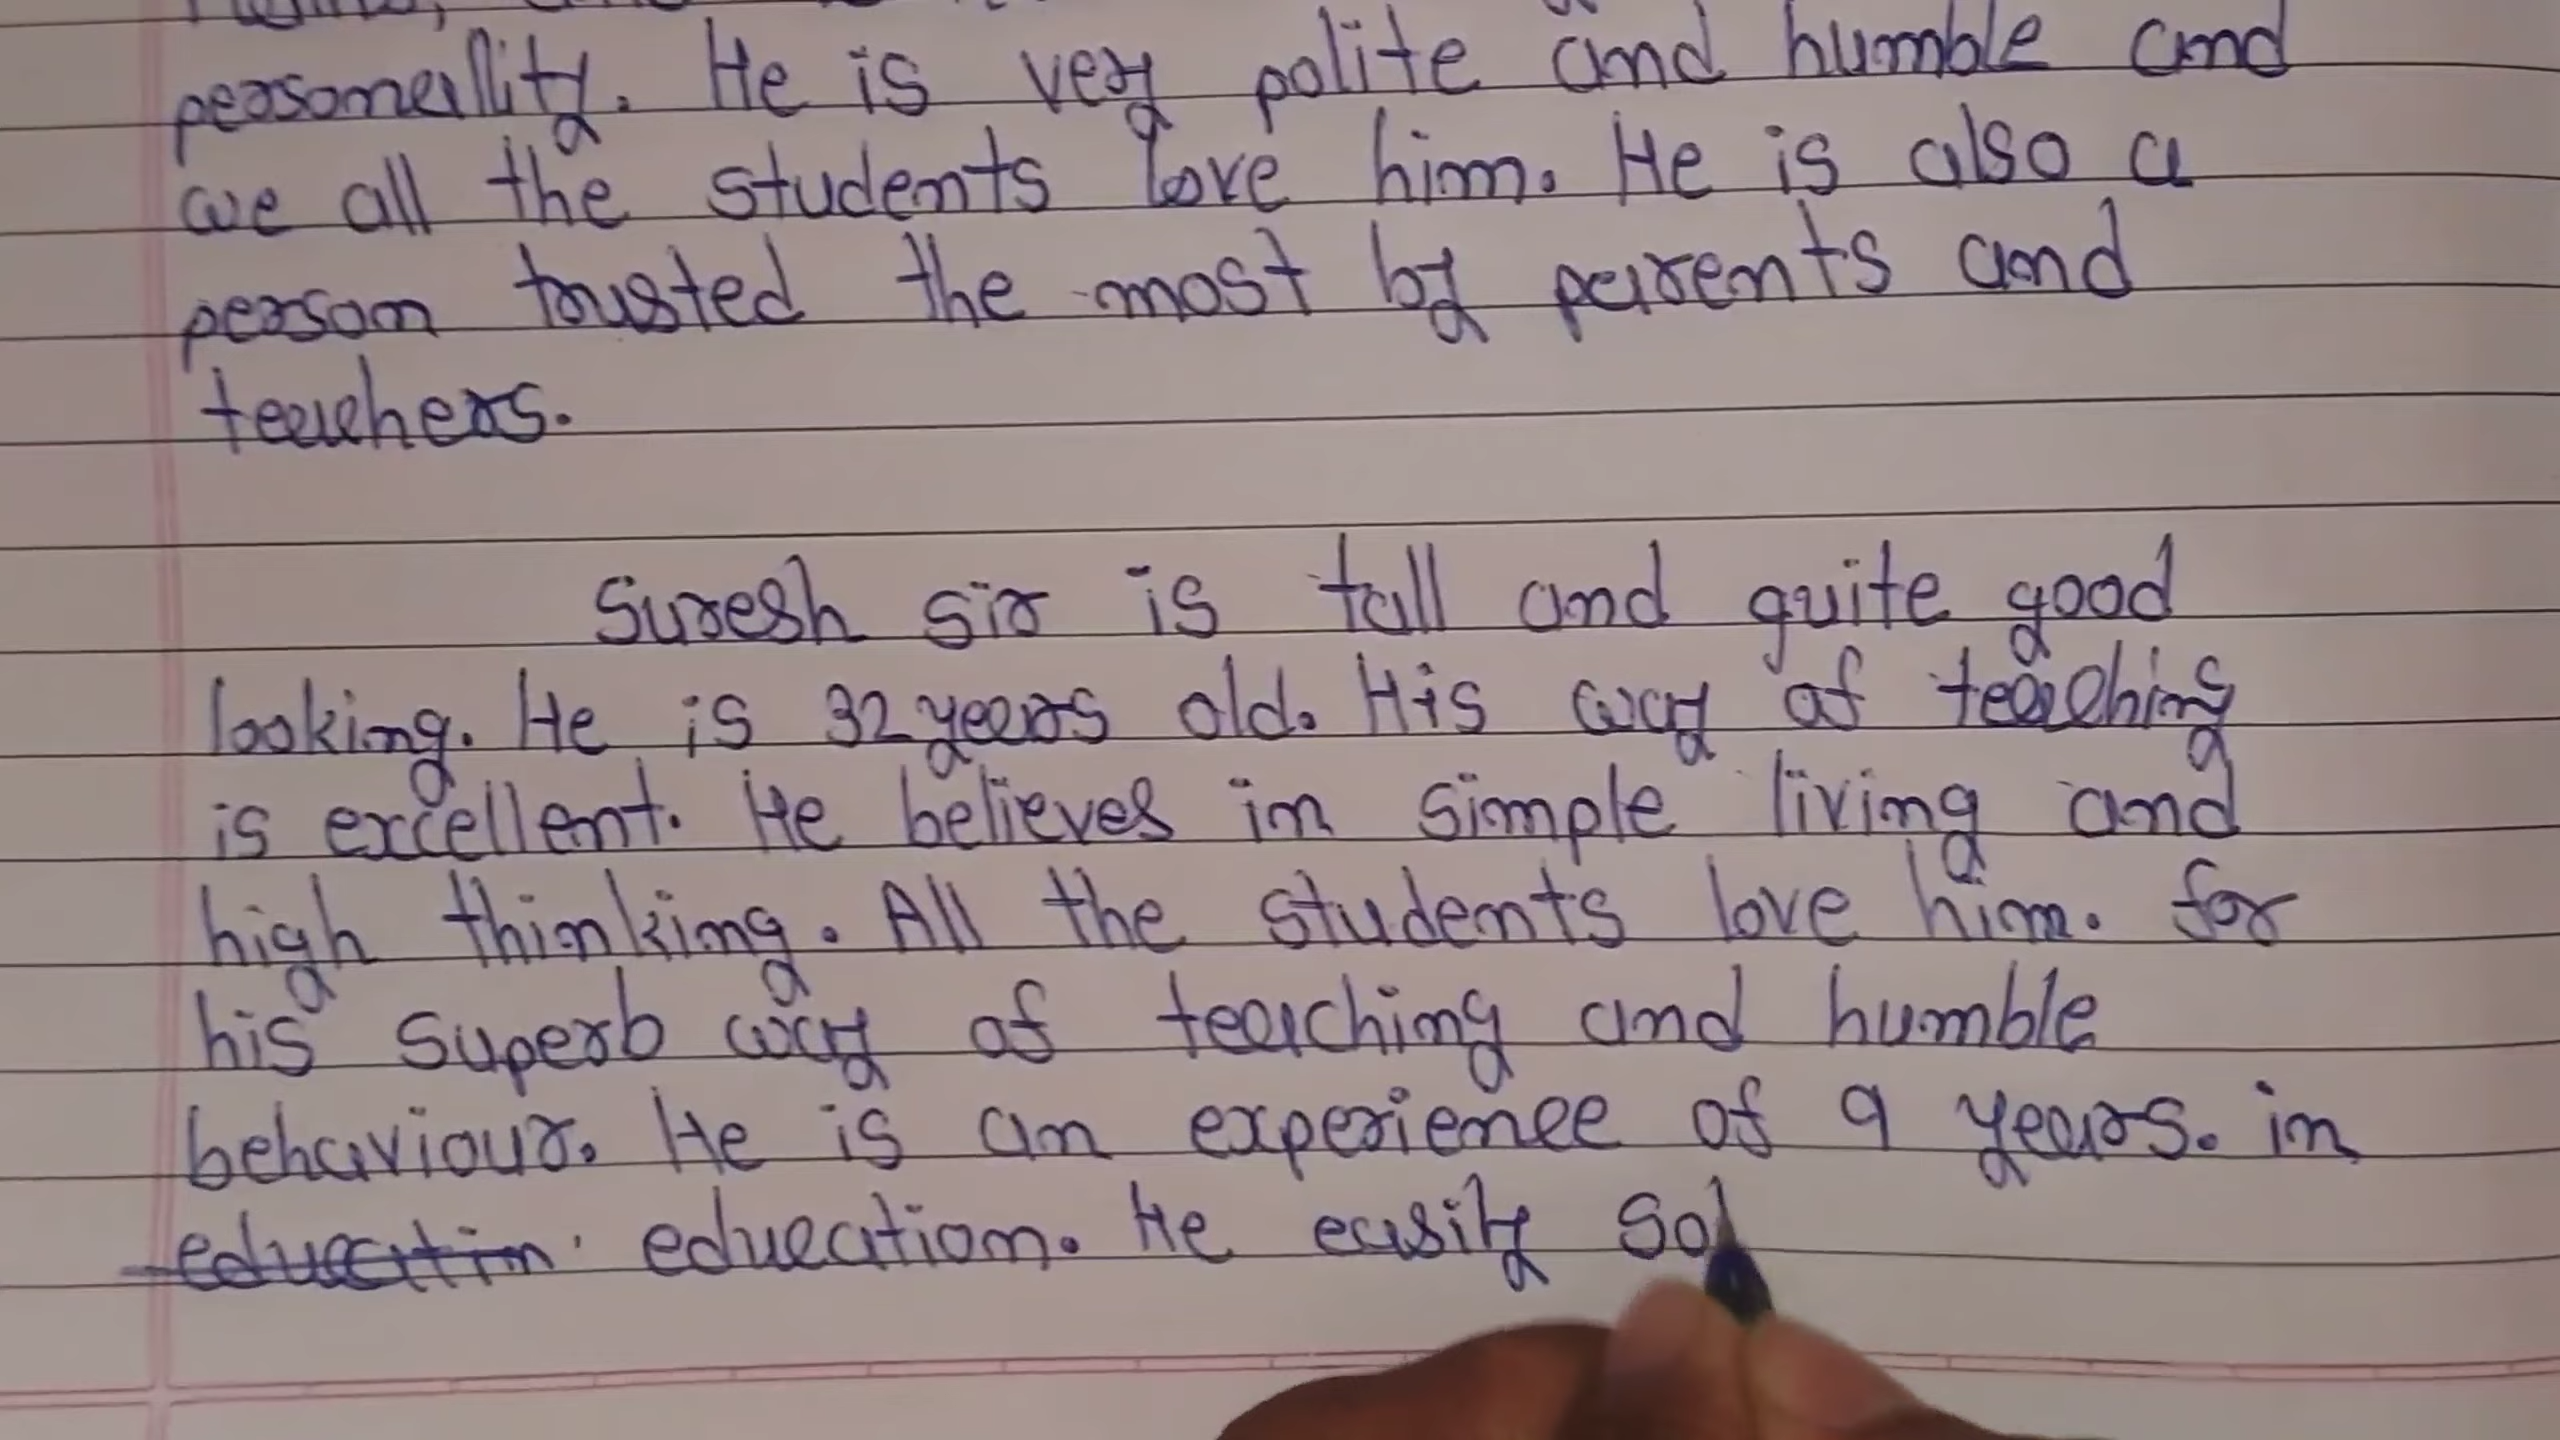 personallity. He is very polite and humble and
we all the students love him. He is also a
person trusted the most by parents and
teachers.
Suresh sir is tall and quite good
looking. He is 32 years old. His way of teaching
is excellent. He believes in simple living and
high thinking. All the students love him. for
his superb way of teaching and humble
behaviour. He is an experience of 9 years. in
education. He easily sol